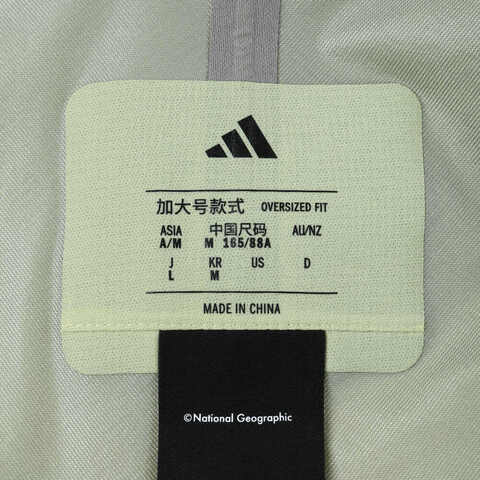 加大号款式 OVERSIZED FIT
ASIA 中国尺码 AU/NZ
A/M M 165/88A
J KR US D
L M
MADE IN CHINA
©National Geographic